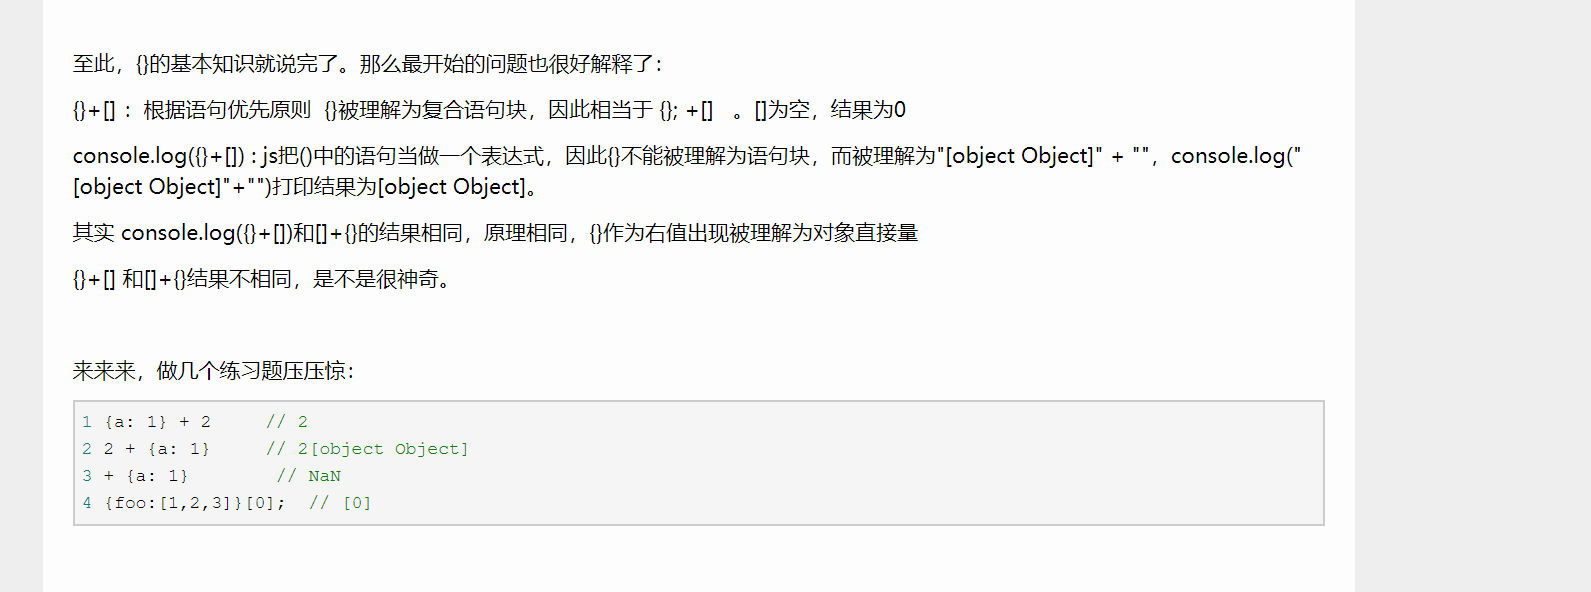 至此，{}的基本知识就说完了。那么最开始的问题也很好解释了：
{}+[] ：根据语句优先原则  {}被理解为复合语句块，因此相当于 {}; +[]   。[]为空，结果为0
console.log({}+[]) : js把()中的语句当做一个表达式，因此{}不能被理解为语句块，而被理解为"[object Object]" + ""，console.log("
[object Object]"+"")打印结果为[object Object]。
其实 console.log({}+[])和[]+{}的结果相同，原理相同，{}作为右值出现被理解为对象直接量
{}+[] 和[]+{}结果不相同，是不是很神奇。
来来来，做几个练习题压压惊：
1 {a: 1} + 2     // 2
2 2 + {a: 1}     // 2[object Object]
3 + {a: 1}        // NaN
4 {foo:[1,2,3]}[0];  // [0]